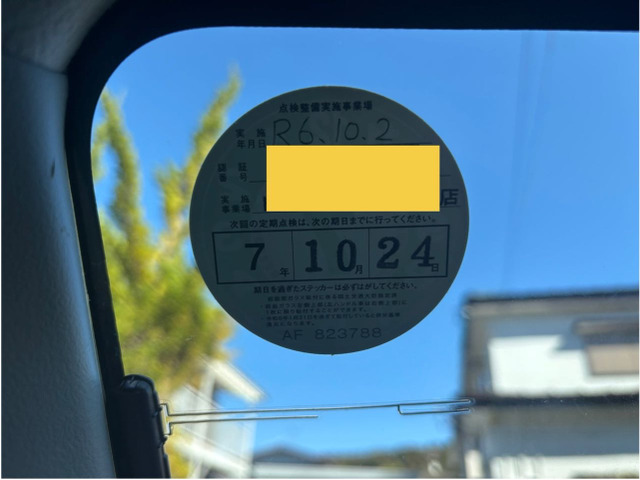 点検整備実施事業場
実施年月日 R6.10.2
認証番号
実施事業場 店
次回の定期点検は、次の期日までに行ってください。
7年 10月 24日
期日を過ぎたステッカーは必ずはがしてください。
AF 823788